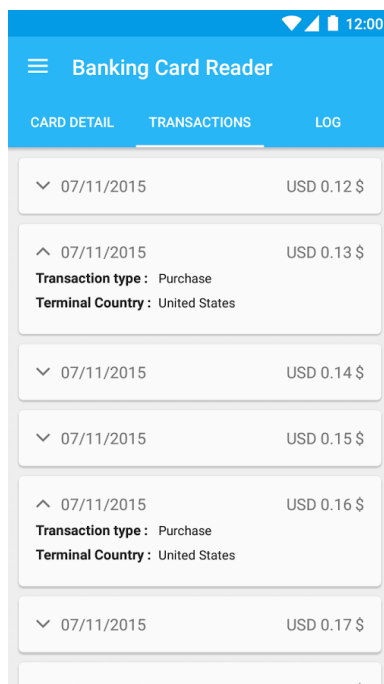 12:00
Banking Card Reader
CARD DETAIL TRANSACTIONS LOG
07/11/2015 USD 0.12 $
07/11/2015 USD 0.13 $
Transaction type : Purchase
Terminal Country : United States
07/11/2015 USD 0.14 $
07/11/2015 USD 0.15 $
07/11/2015 USD 0.16 $
Transaction type : Purchase
Terminal Country : United States
07/11/2015 USD 0.17 $